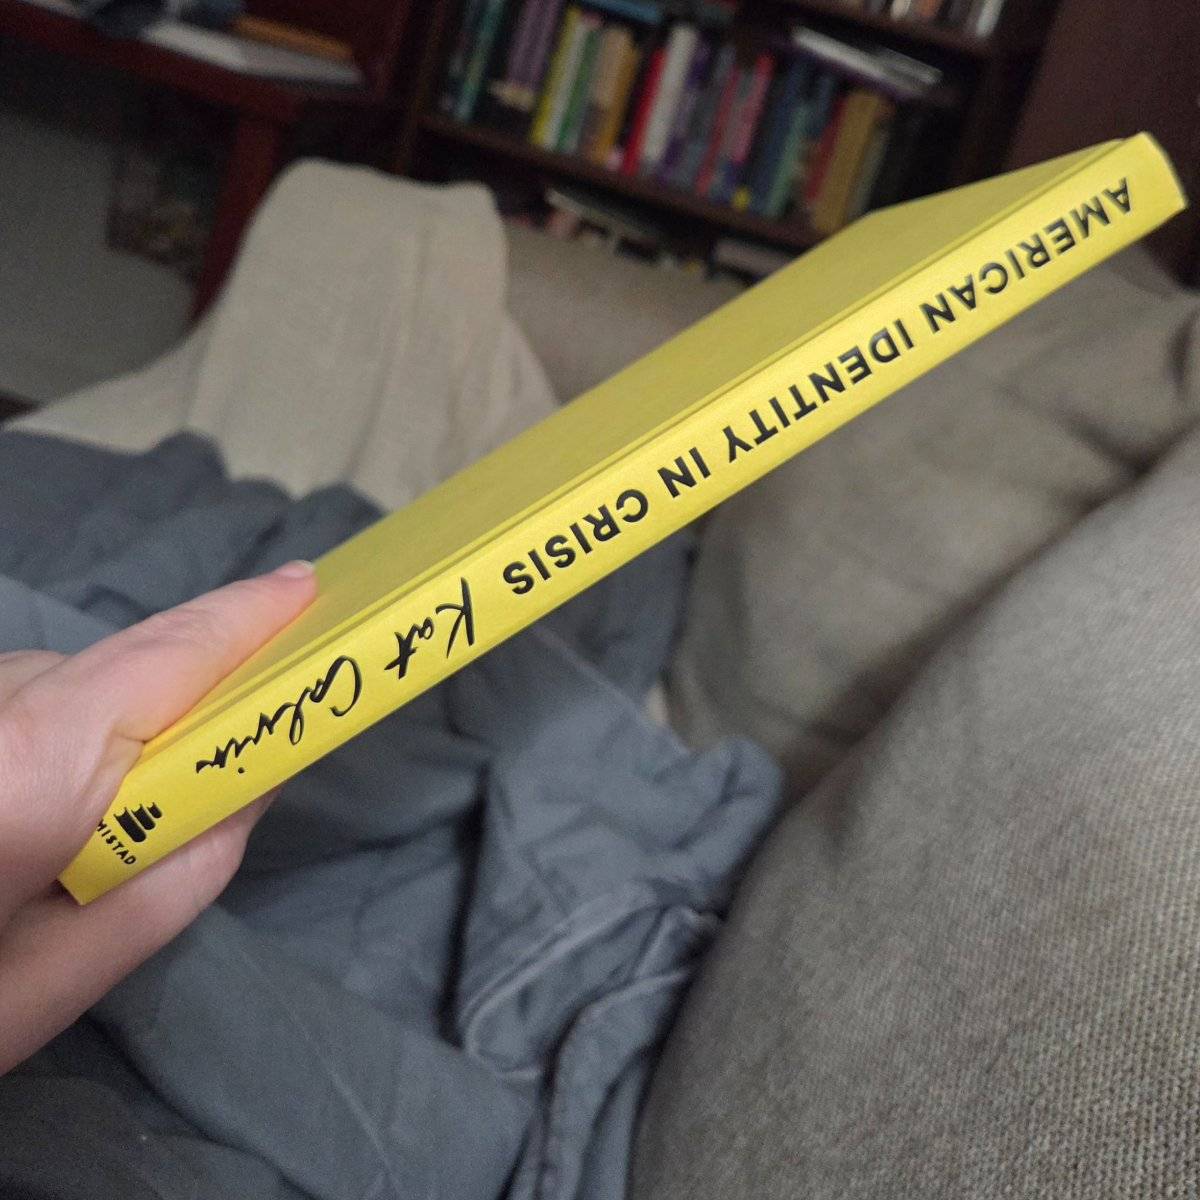 AMERICAN IDENTITY IN CRISIS
Kat Calvin
MISTAD